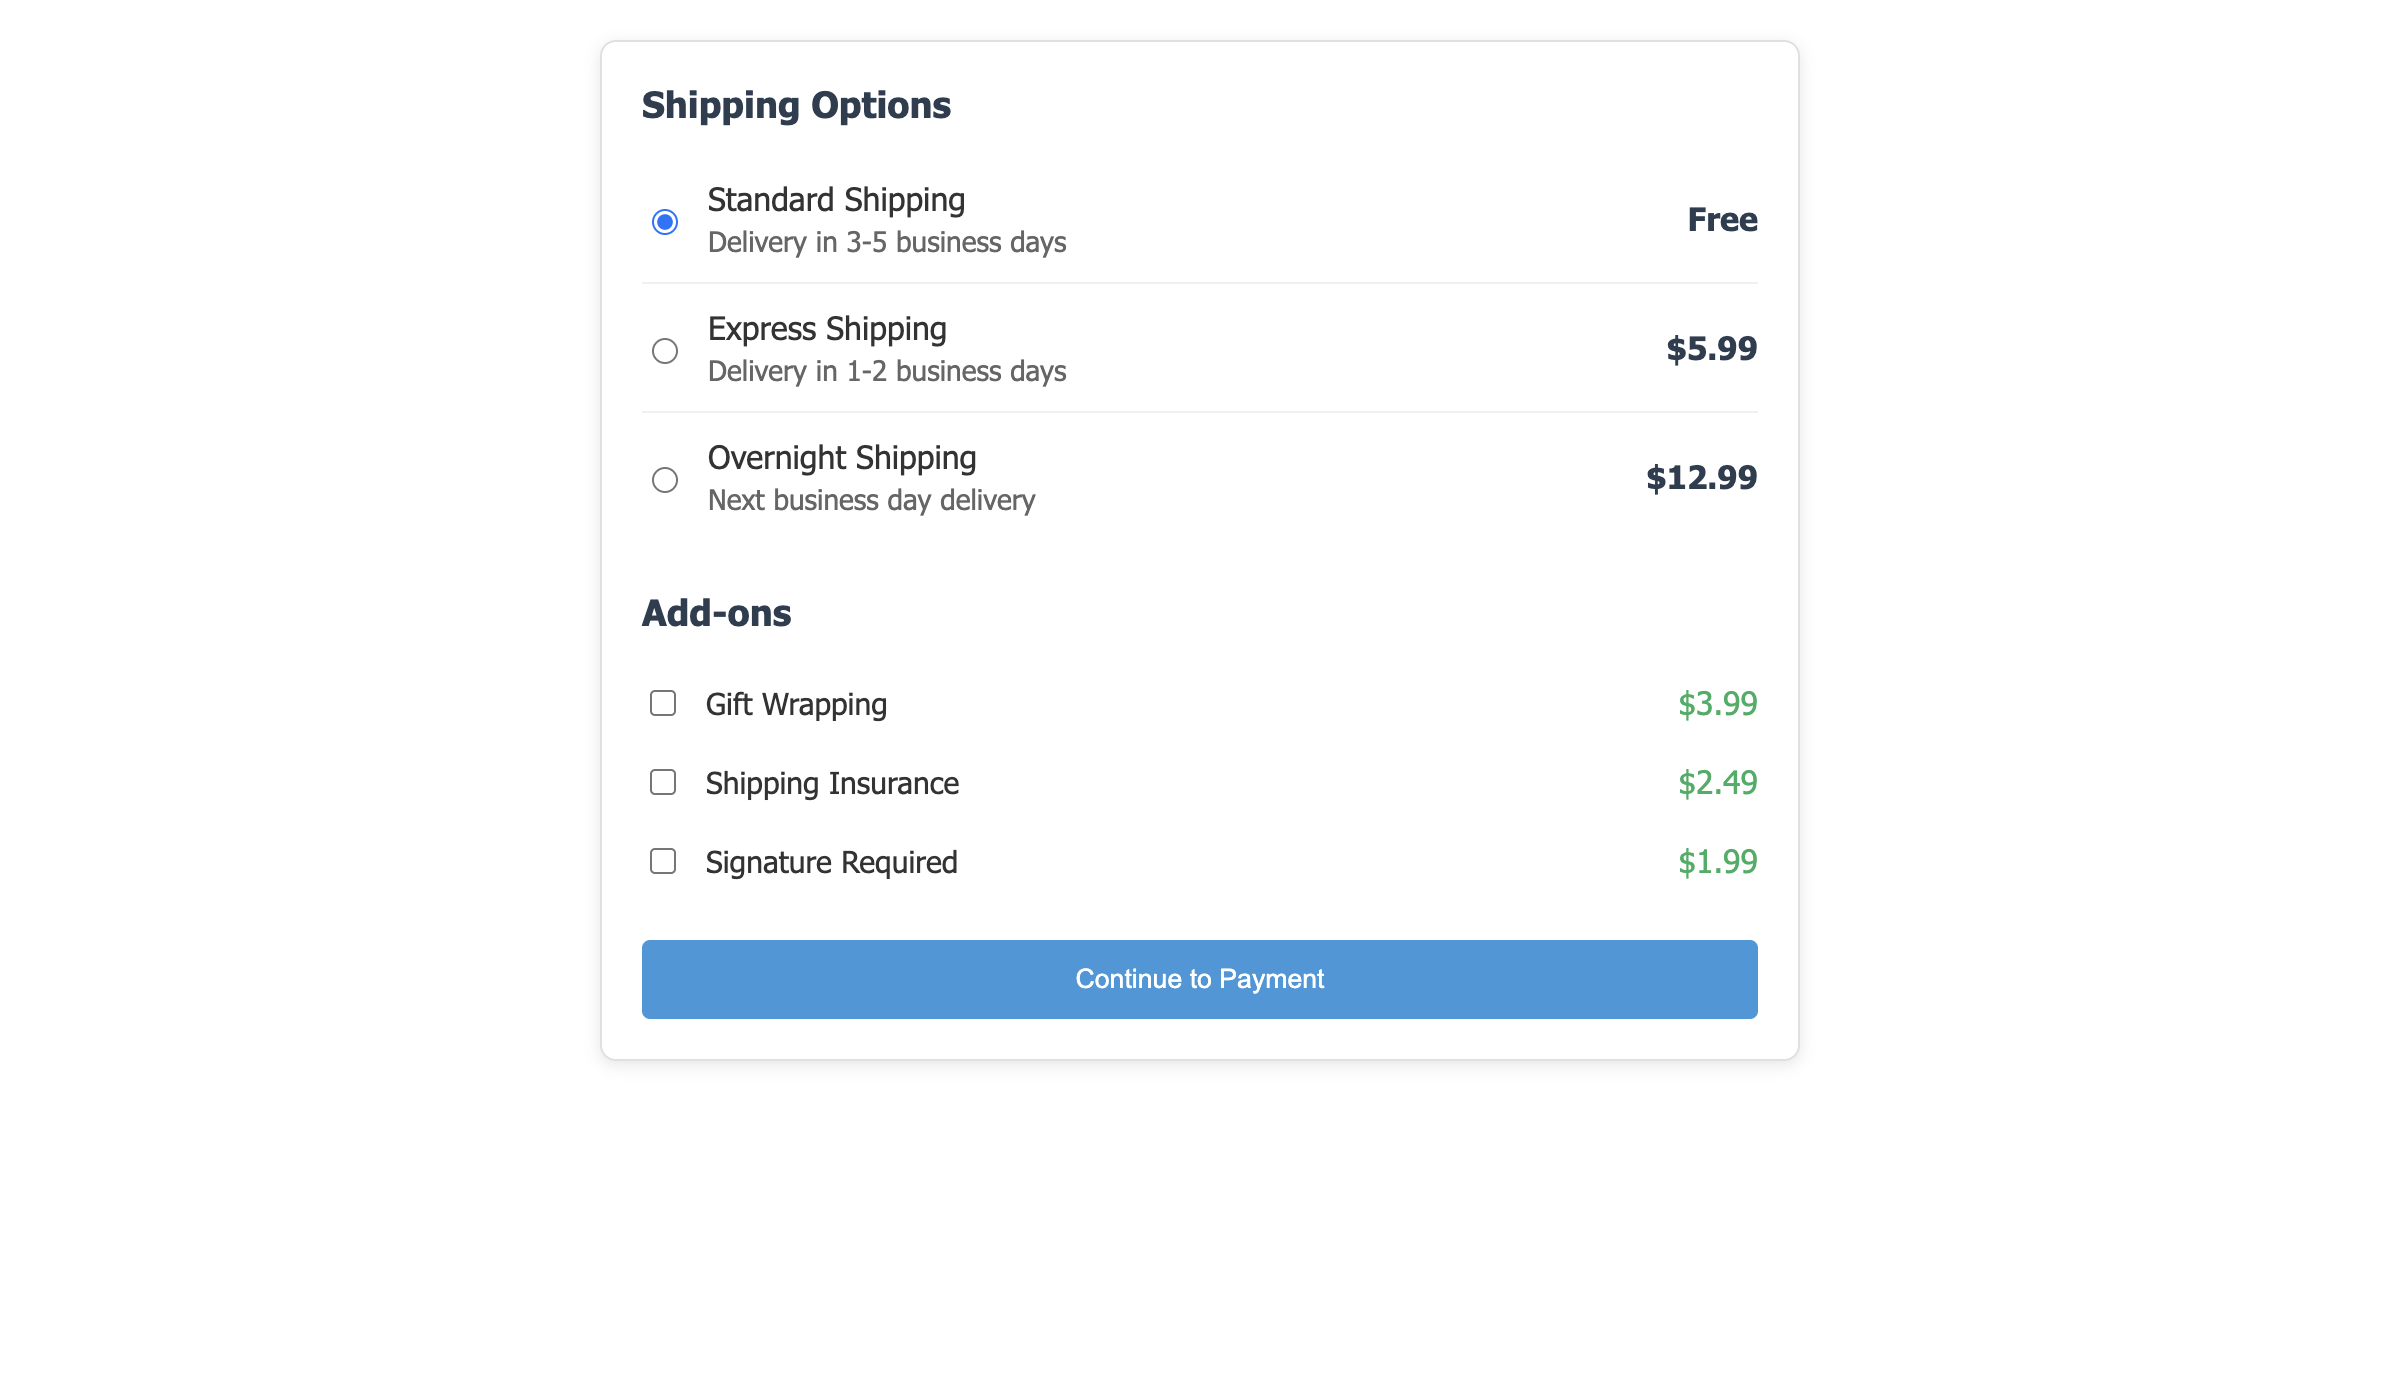 Shipping Options
Standard Shipping
Delivery in 3-5 business days
Free
Express Shipping
Delivery in 1-2 business days
$5.99
Overnight Shipping
Next business day delivery
$12.99
Add-ons
Gift Wrapping $3.99
Shipping Insurance $2.49
Signature Required $1.99
Continue to Payment